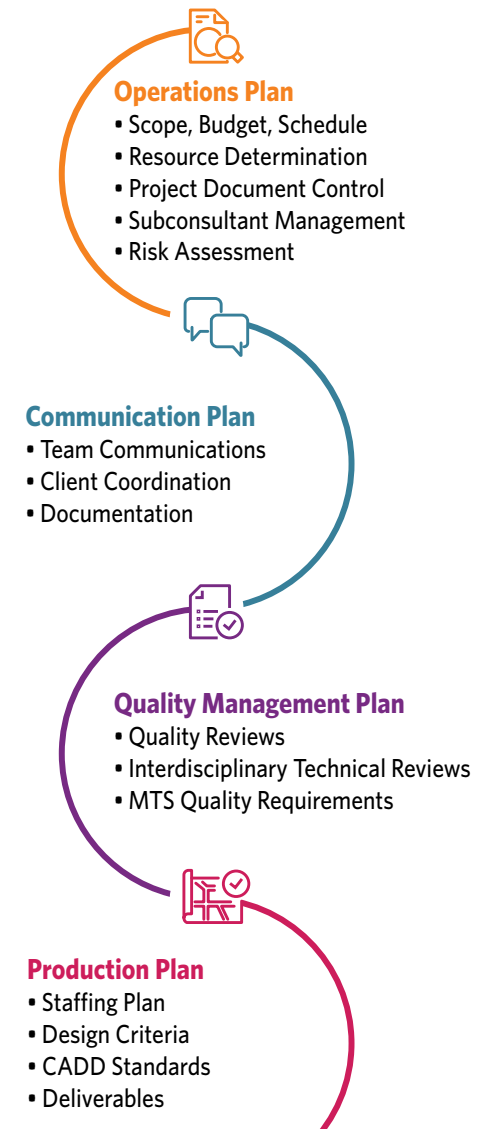 Operations Plan
• Scope, Budget, Schedule
• Resource Determination
• Project Document Control
• Subconsultant Management
• Risk Assessment
Communication Plan
• Team Communications
• Client Coordination
• Documentation
Quality Management Plan
• Quality Reviews
• Interdisciplinary Technical Reviews
• MTS Quality Requirements
Production Plan
• Staffing Plan
• Design Criteria
• CADD Standards
• Deliverables